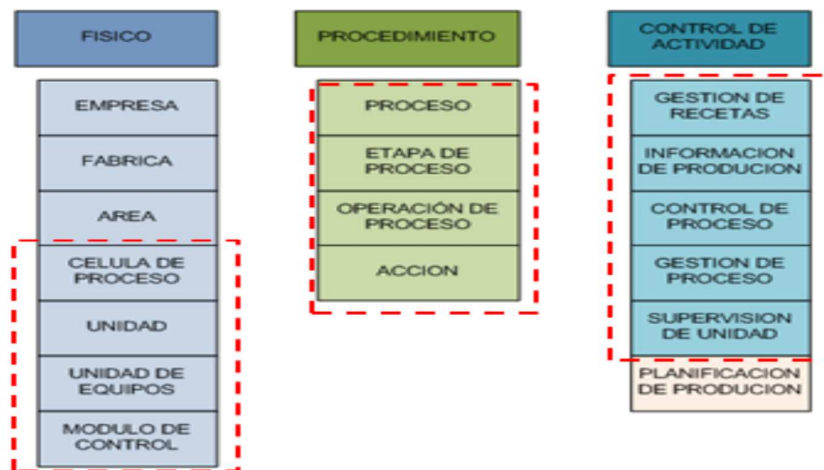 FISICO
EMPRESA
FABRICA
AREA
CELULA DE
PROCESO
UNIDAD
UNIDAD DE
EQUIPOS
MODULO DE
CONTROL
PROCEDIMIENTO
PROCESO
ETAPA DE
PROCESO
OPERACIÓN DE
PROCESO
ACCION
CONTROL DE
ACTIVIDAD
GESTION DE
RECETAS
INFORMACION
DE PRODUCION
CONTROL DE
PROCESO
GESTION DE
PROCESO
SUPERVISION
DE UNIDAD
PLANIFICACION
DE PRODUCION